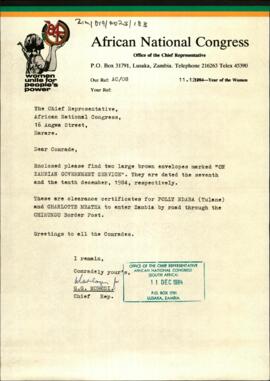 African National Congress
Office of the Chief Representative
P.O. Box 31791, Lusaka, Zambia. Telephone 216263 Telex 45390
women
unite for
people's
power
Our Ref: AC/OB
11.12.1984—Year of the Women
Your Ref:
The Chief Representative,
African National Congress,
16 Angwa Street,
Harare.
Dear Comrade,
Enclosed please find two large brown envelopes marked "ON
ZAMBIAN GOVERNMENT SERVICE". They are dated the seventh
and the tenth december, 1984, respectively.
These are clearance certificates for POLLY NDABA (Tulane)
and CHARLOTTE to enter Zambia by road through the
CHIRUNDU Border Post.
Greetings to all the Comrades.
I remain,
Comradely your's,
Chief Rep.
OFFICE OF THE CHIEF REPRESENTATIVE
AFRICAN NATIONAL CONGRESS
(SOUTH AFRICA)
11 DEC 1984
P.O. BOX 31791
LUSAKA, ZAMBIA